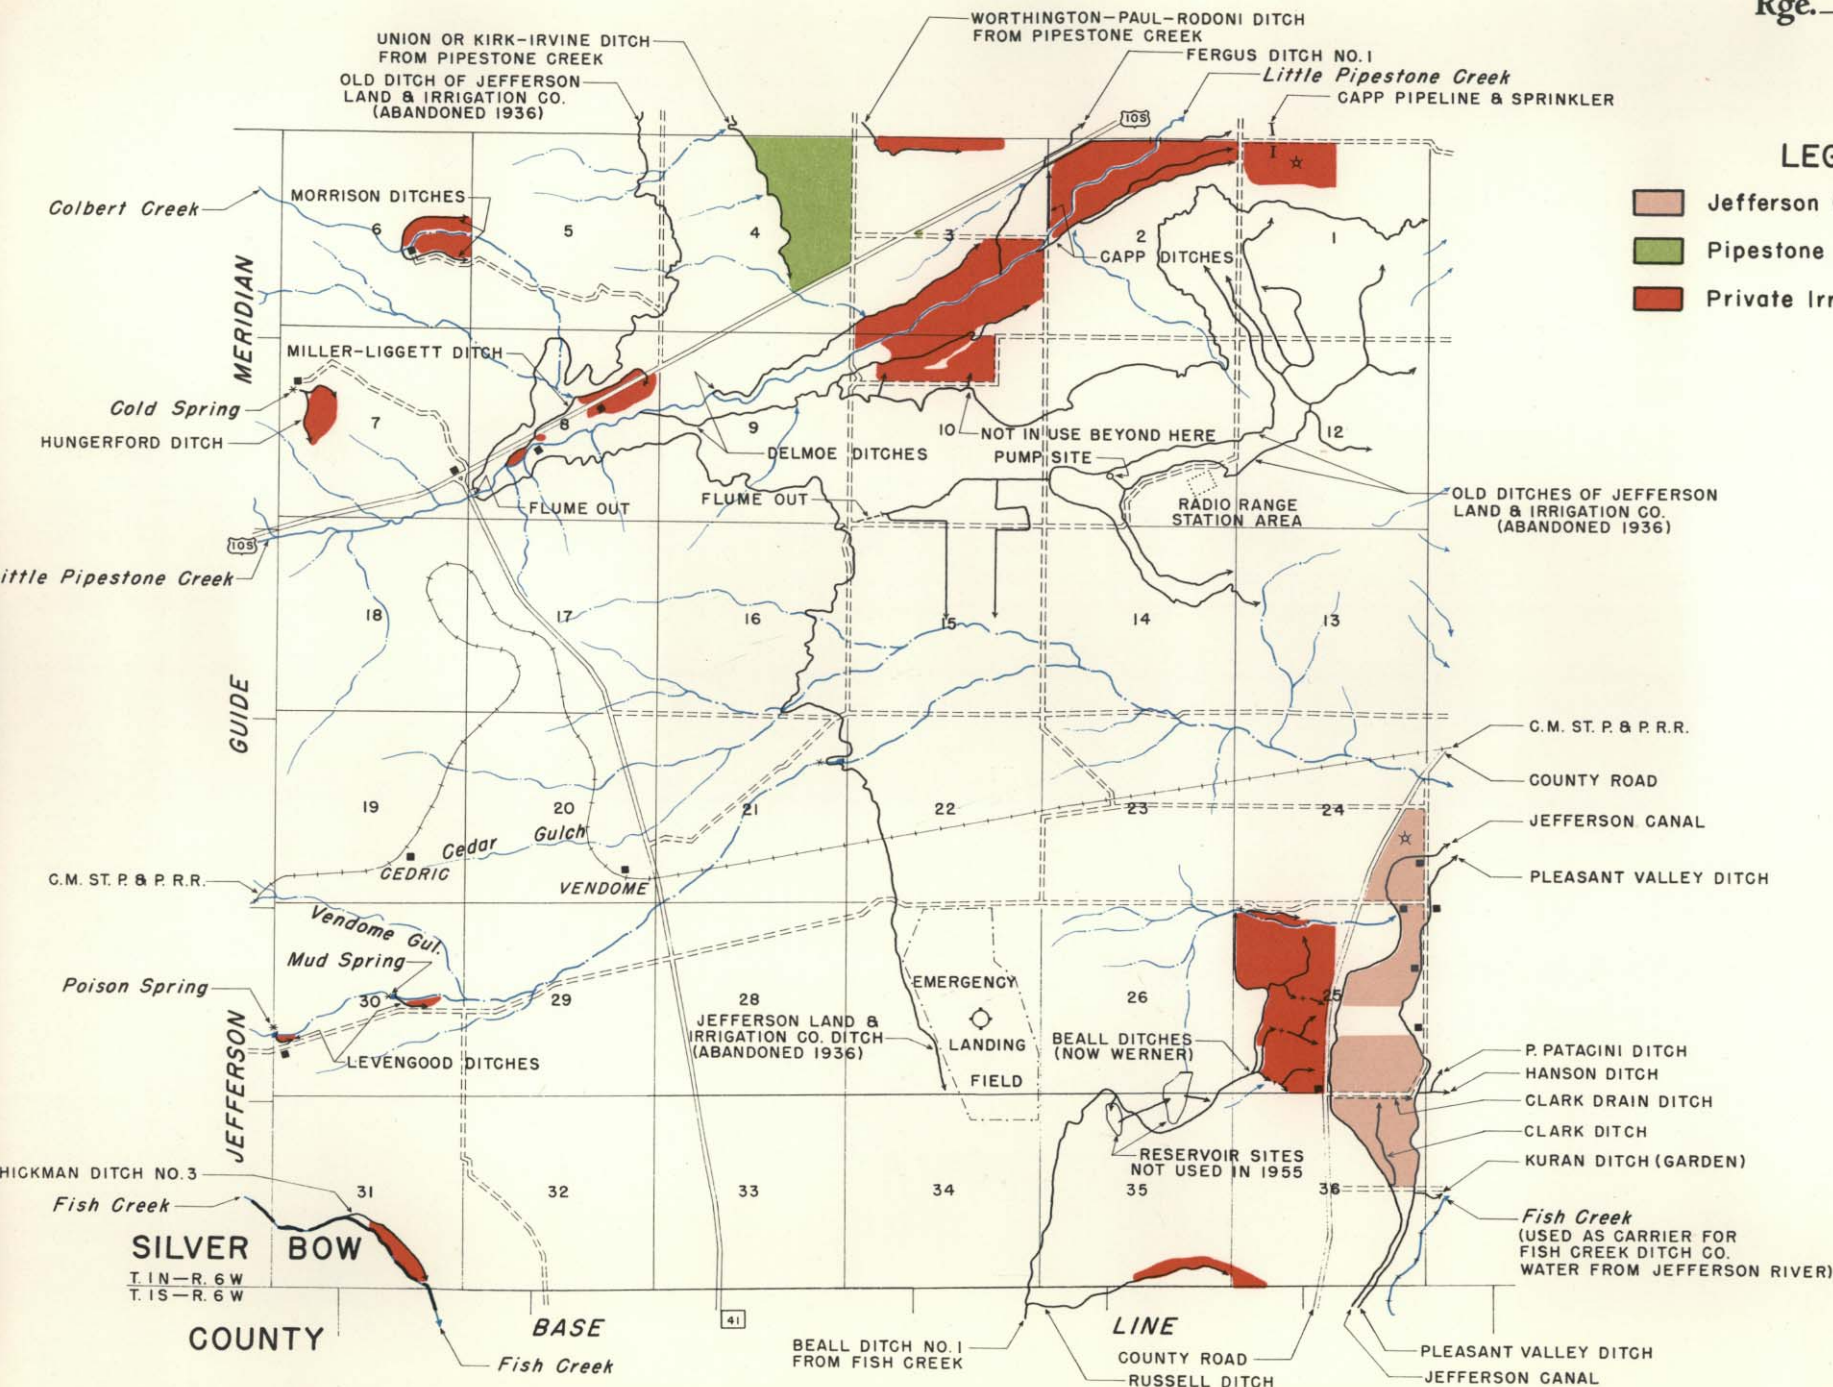 Rge.
WORTHINGTON-PAUL-RODONI DITCH
FROM PIPESTONE CREEK
UNION OR KIRK-IRVINE DITCH
FROM PIPESTONE CREEK
FERGUS DITCH NO. 1
Little Pipestone Creek
OLD DITCH OF JEFFERSON
LAND & IRRIGATION CO.
(ABANDONED 1936)
CAPP PIPELINE & SPRINKLER
10S
I
I
LEG
Jefferson
Pipestone
Private Irr
MORRISON DITCHES
Colbert Creek
6
5
4
3
2
1
CAPP DITCHES
MERIDIAN
MILLER-LIGGETT DITCH
Cold Spring
HUNGERFORD DITCH
7
8
9
10
NOT IN USE BEYOND HERE
12
DELMOE DITCHES
PUMP SITE
FLUME OUT
FLUME OUT
RADIO RANGE
STATION AREA
OLD DITCHES OF JEFFERSON
LAND & IRRIGATION CO.
(ABANDONED 1936)
10S
ittle Pipestone Creek
18
17
16
15
14
13
GUIDE
C.M. ST. P. & P. R.R.
COUNTY ROAD
19
20
21
22
23
24
JEFFERSON CANAL
Cedar Gulch
CEDRIC
VENDOME
C.M. ST. P. & P. R.R.
PLEASANT VALLEY DITCH
Vendome Gul.
Mud Spring
Poison Spring
30
29
28
EMERGENCY
LANDING
FIELD
26
25
JEFFERSON LAND &
IRRIGATION CO. DITCH
(ABANDONED 1936)
BEALL DITCHES
(NOW WERNER)
LEVENGOOD DITCHES
JEFFERSON
P. PATACINI DITCH
HANSON DITCH
CLARK DRAIN DITCH
CLARK DITCH
KURAN DITCH (GARDEN)
RESERVOIR SITES
NOT USED IN 1955
HICKMAN DITCH NO. 3
Fish Creek
31
32
33
34
35
36
Fish Creek
(USED AS CARRIER FOR
FISH CREEK DITCH CO.
WATER FROM JEFFERSON RIVER)
SILVER BOW
T. 1N—R. 6W
T. 1S—R. 6W
COUNTY
BASE
41
LINE
Fish Creek
BEALL DITCH NO. 1
FROM FISH CREEK
COUNTY ROAD
RUSSELL DITCH
PLEASANT VALLEY DITCH
JEFFERSON CANAL